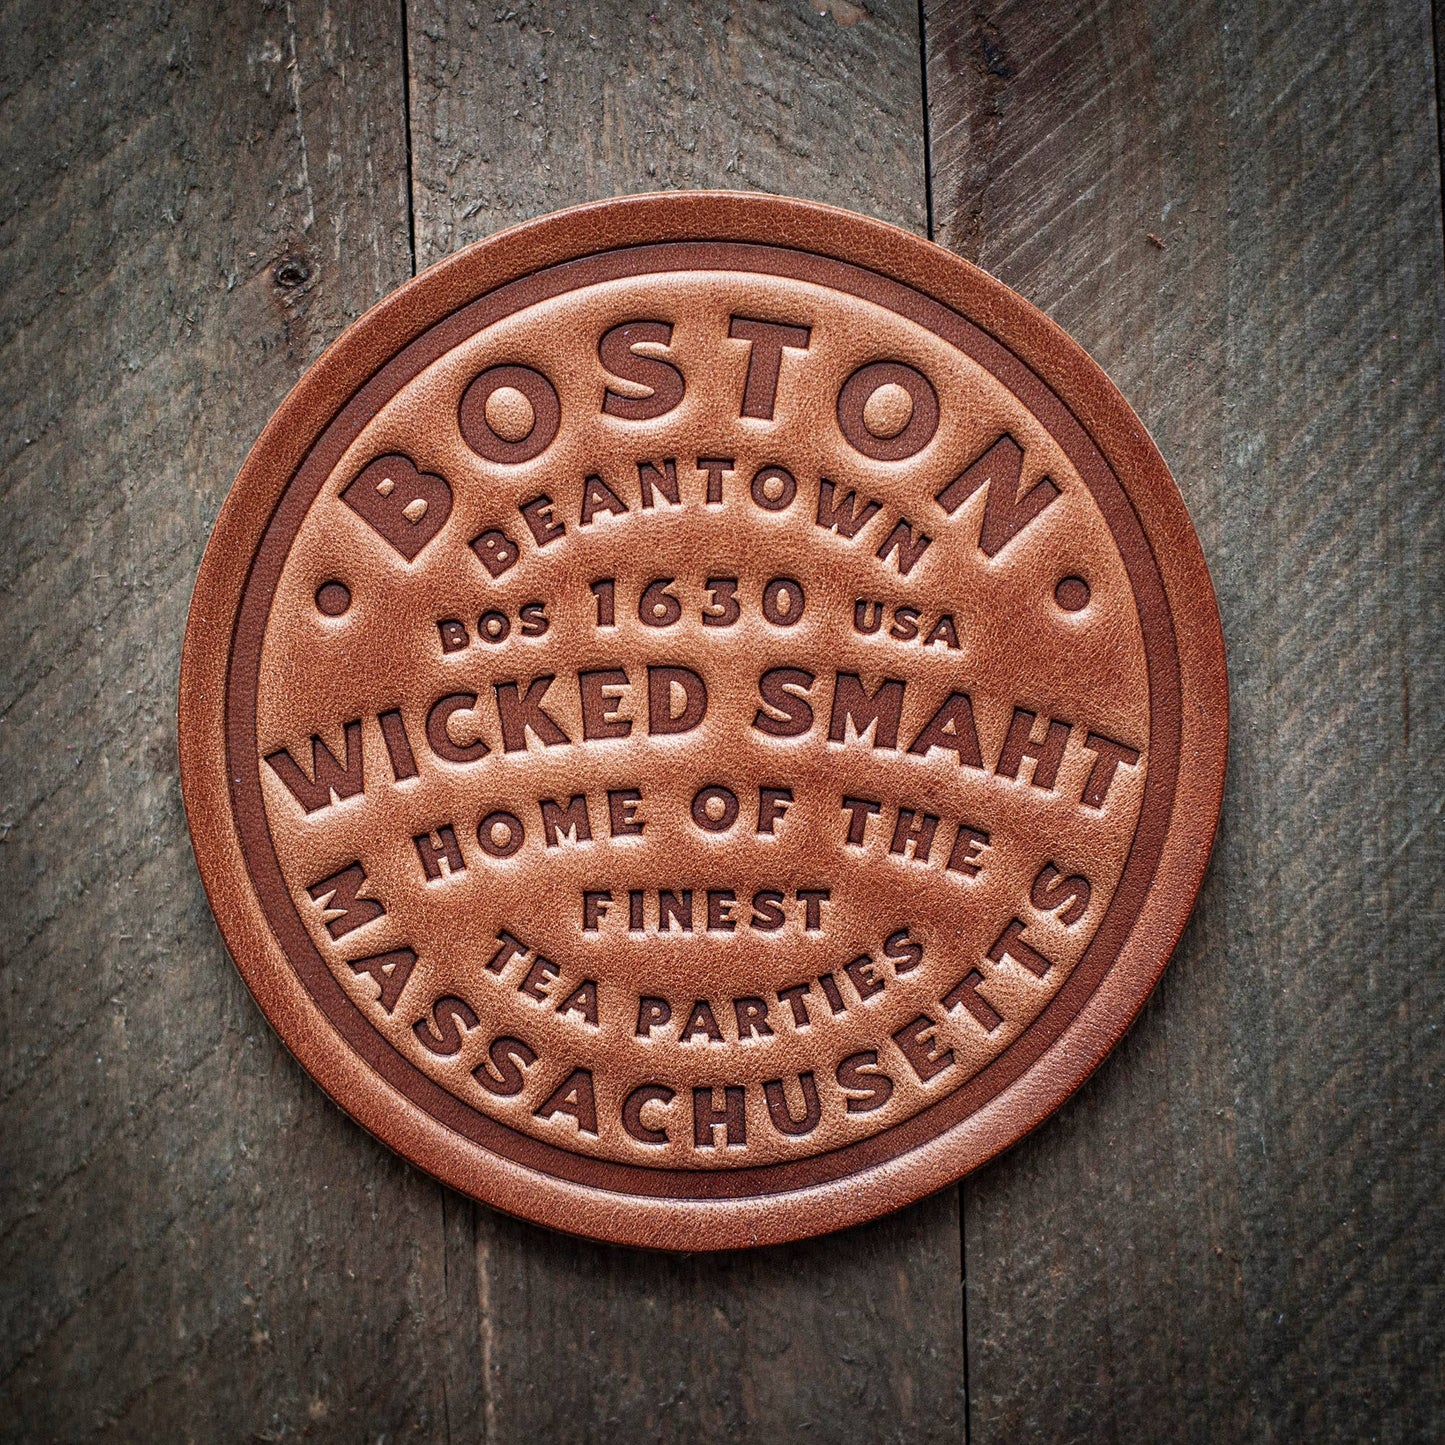 BOSTON
BEANTOWN
BOS 1630 USA
WICKED SMAHT
HOME OF THE
FINEST
TEA PARTIES
MASSACHUSETTS